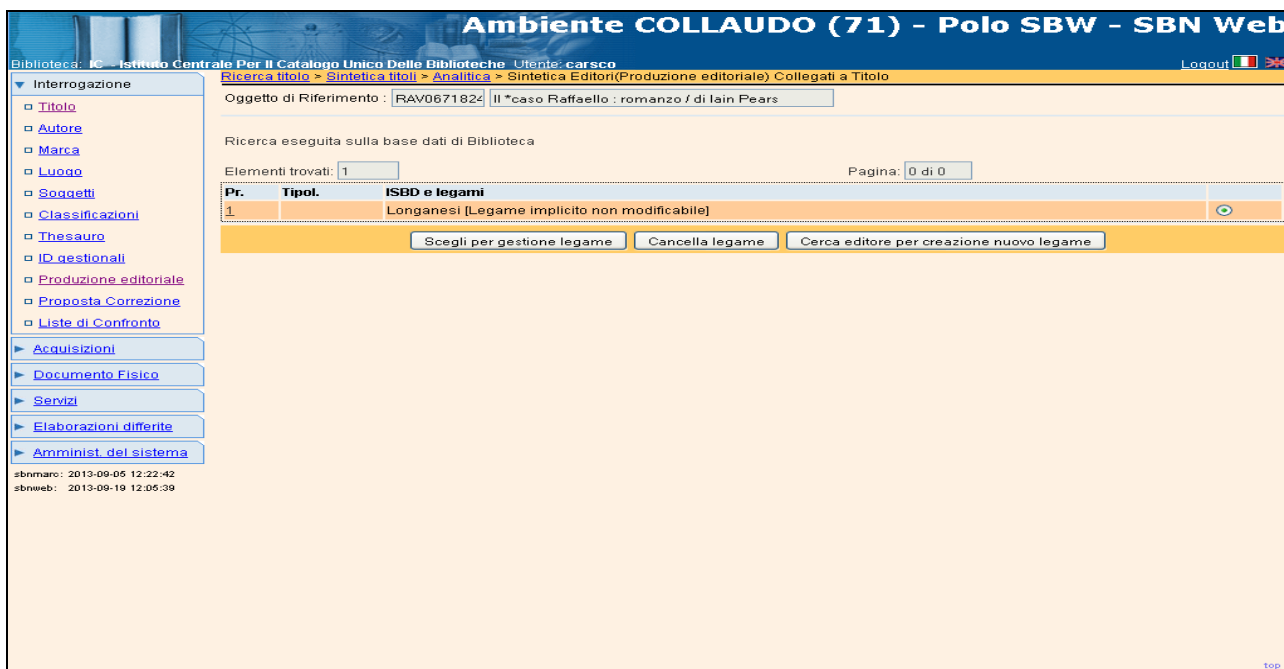 Ambiente COLLAUDO (71) - Polo SBW - SBN Web
Biblioteca: IC - Istituto Centrale Per Il Catalogo Unico Delle Biblioteche Utente: carsco
Logout
Interrogazione
Titolo
Autore
Marca
Luogo
Soggetti
Classificazioni
Thesauro
ID gestionali
Produzione editoriale
Proposta Correzione
Liste di Confronto
Acquisizioni
Documento Fisico
Servizi
Elaborazioni differite
Amminist. del sistema
sbnmarc: 2013-09-05 12:22:42
sbnweb: 2013-09-19 12:05:39
Ricerca titolo > Sintetica titoli > Analitica > Sintetica Editori(Produzione editoriale) Collegati a Titolo
Oggetto di Riferimento : RAV0671824 Il *caso Raffaello : romanzo / di Iain Pears
Ricerca eseguita sulla base dati di Biblioteca
Elementi trovati: 1 Pagina: 0 di 0
Pr. Tipol. ISBD e legami
1 Longanesi [Legame implicito non modificabile]
Scegli per gestione legame Cancella legame Cerca editore per creazione nuovo legame
top